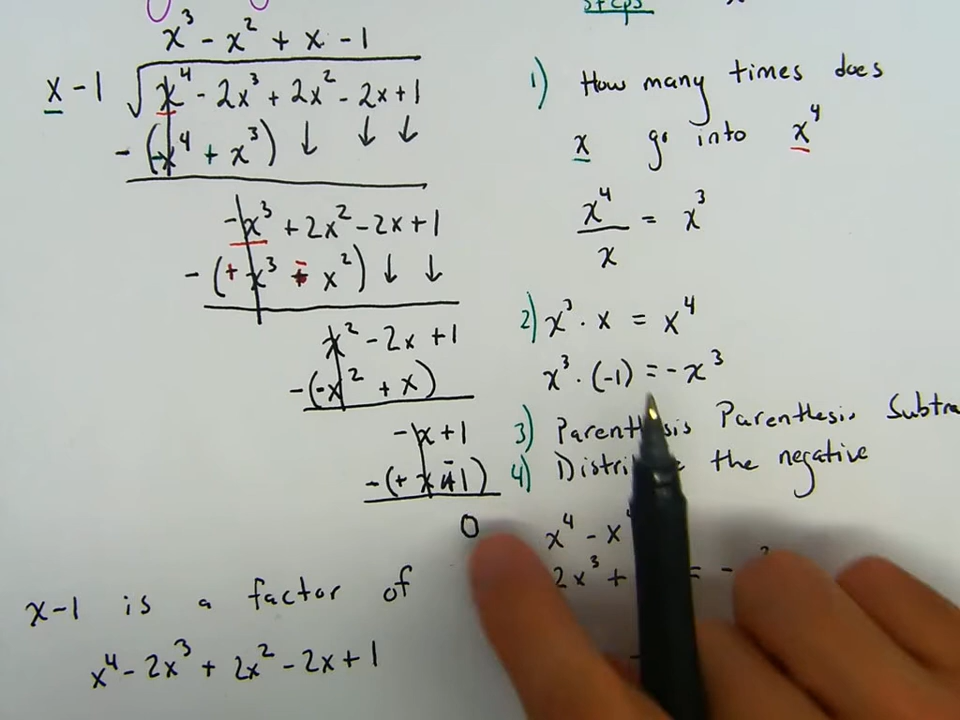 x³ - x² + x - 1
x - 1 √ x⁴ - 2x³ + 2x² - 2x + 1
- (-x⁴ + x³) ↓ ↓ ↓
-x³ + 2x² - 2x + 1
- (+ x³ - x²) ↓ ↓
x² - 2x + 1
- (-x² + x)
-x + 1
- (+ x - 1)
0
x-1 is a factor of
x⁴ - 2x³ + 2x² - 2x + 1
Steps
1) How many times does
x go into x⁴
x⁴/x = x³
2) x³ · x = x⁴
x³ · (-1) = -x³
3) Parenthesis Parenthesis
4) the negative
x⁴ - x
2x³ + = -